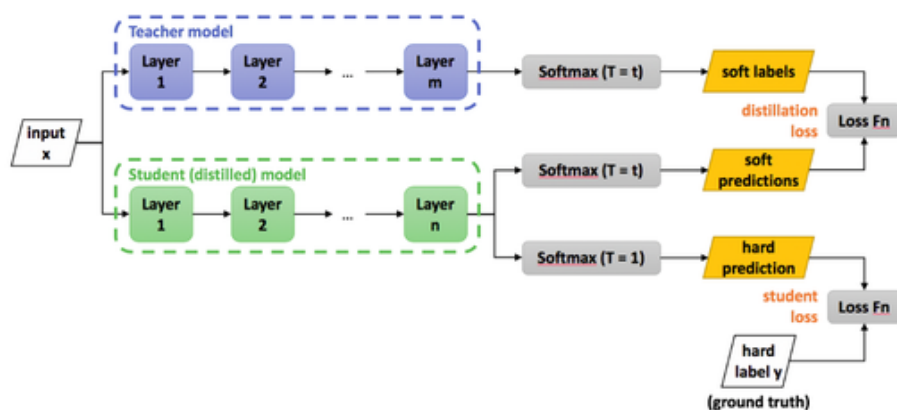 Teacher model
Layer
1
Layer
2
...
Layer
m
Softmax (T = t)
soft labels
distillation
loss
Loss Fn
input
x
Student (distilled) model
Layer
1
Layer
2
...
Layer
n
Softmax (T = t)
soft
predictions
Softmax (T = 1)
hard
prediction
student
loss
Loss Fn
hard
label y
(ground truth)